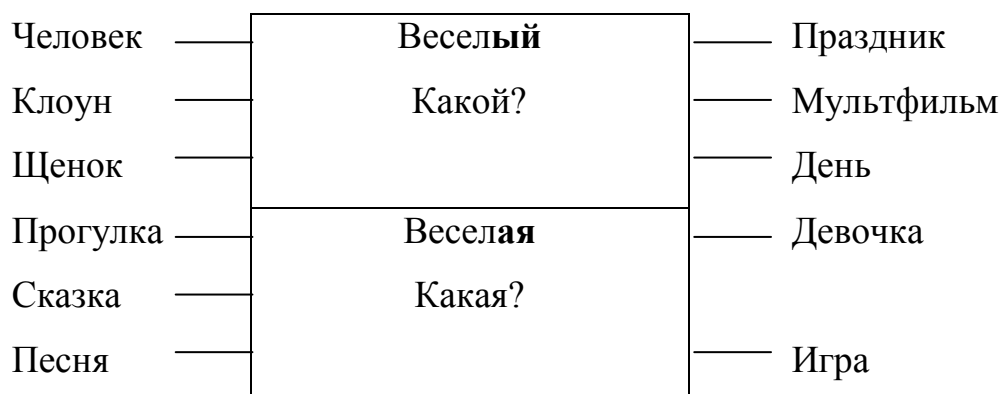 Человек Веселый Праздник
Клоун Какой? Мультфильм
Щенок День
Прогулка Веселая Девочка
Сказка Какая?
Песня Игра